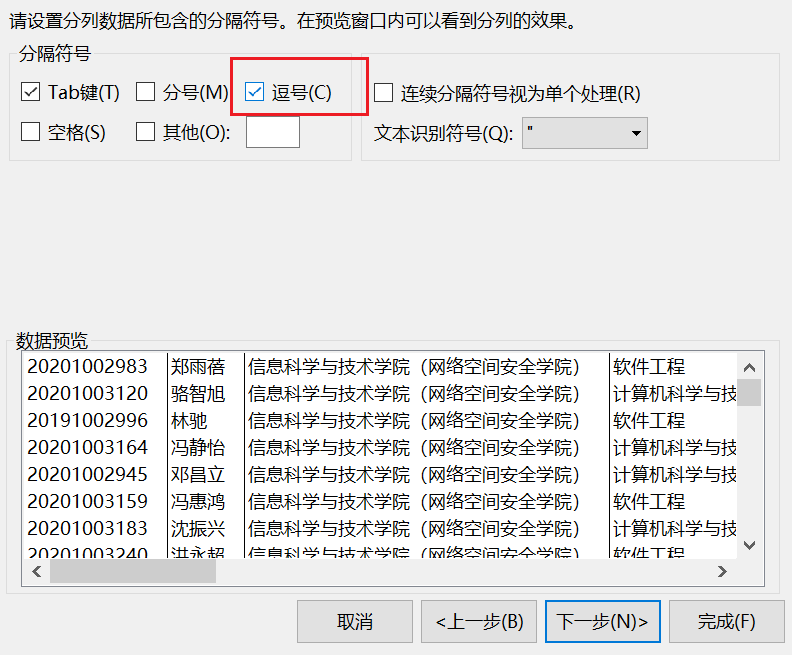 请设置分列数据所包含的分隔符号。在预览窗口内可以看到分列的效果。
分隔符号
Tab键(T) 分号(M) 逗号(C) 连续分隔符号视为单个处理(R)
空格(S) 其他(O): 文本识别符号(Q): "
数据预览
20201002983 郑雨蓓 信息科学与技术学院（网络空间安全学院） 软件工程
20201003120 骆智旭 信息科学与技术学院（网络空间安全学院） 计算机科学与技
20191002996 林驰 信息科学与技术学院（网络空间安全学院） 软件工程
20201003164 冯静怡 信息科学与技术学院（网络空间安全学院） 计算机科学与技
20201002945 邓昌立 信息科学与技术学院（网络空间安全学院） 计算机科学与技
20201003159 冯惠鸿 信息科学与技术学院（网络空间安全学院） 软件工程
20201003183 沈振兴 信息科学与技术学院（网络空间安全学院） 计算机科学与技
20201003240 洪永超 信息科学与技术学院（网络空间安全学院） 软件工程
取消 <上一步(B) 下一步(N)> 完成(F)